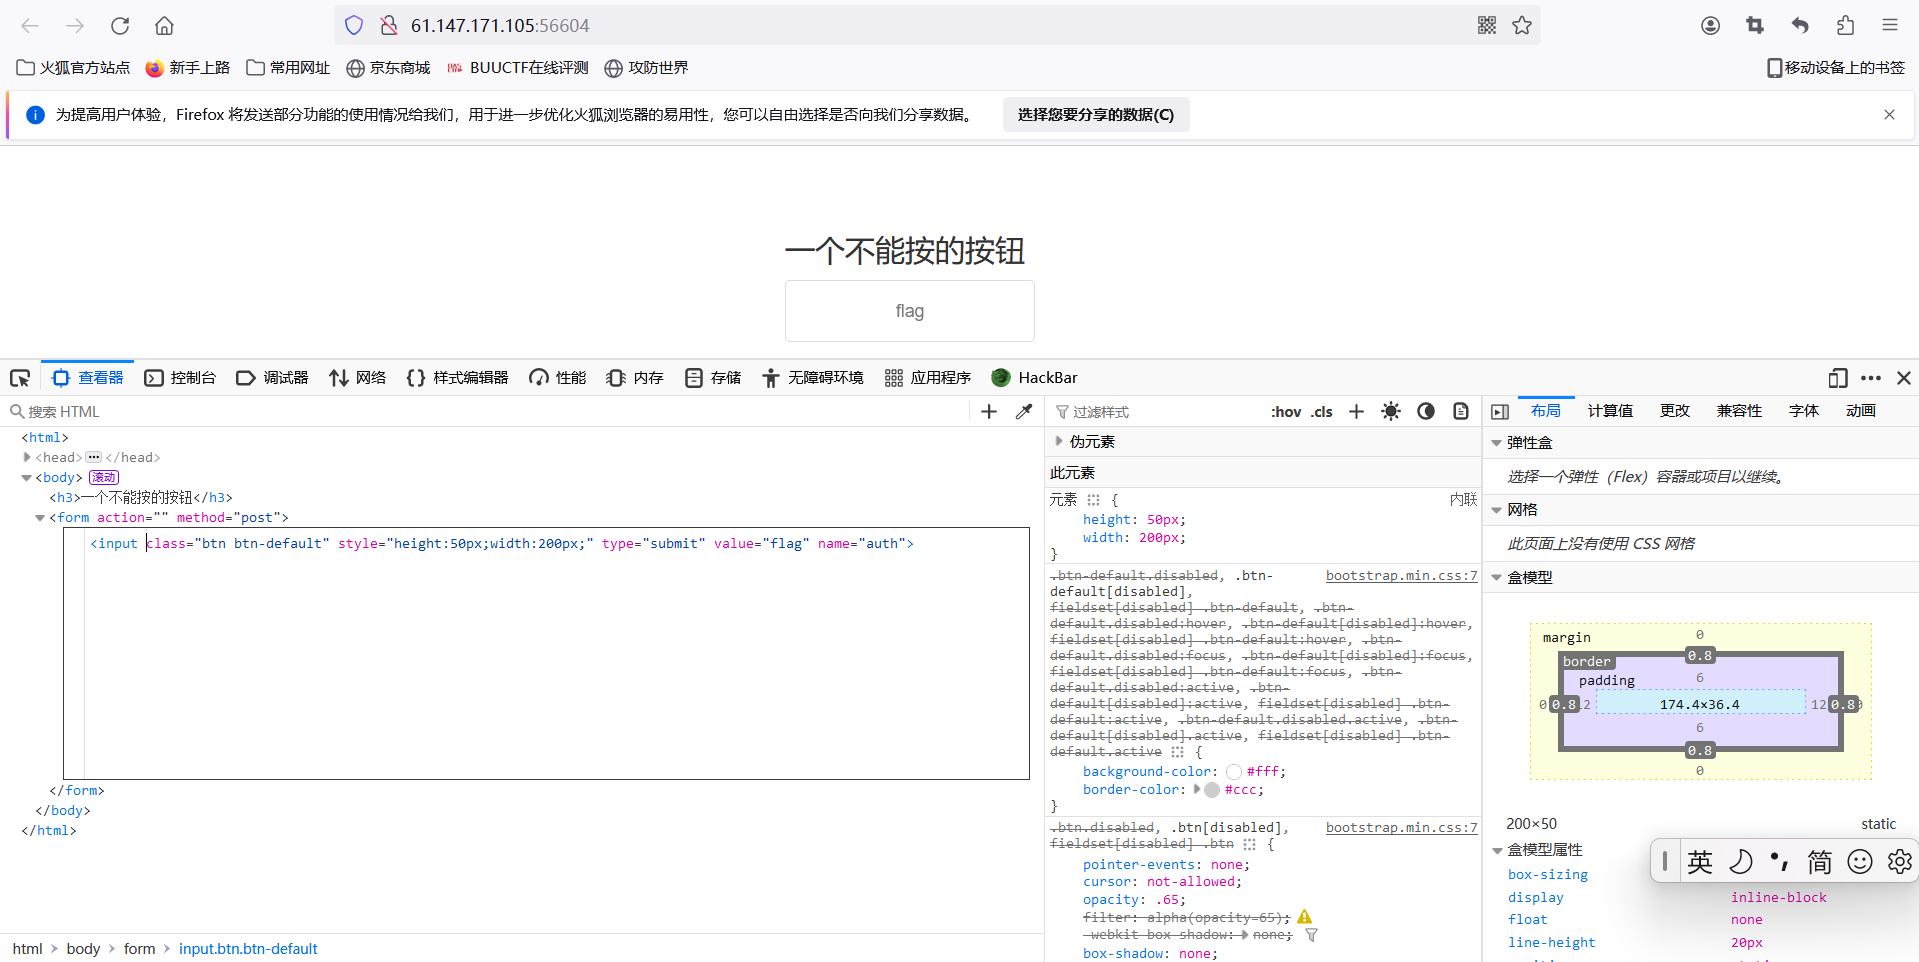 61.147.171.105:56604
火狐官方站点 新手上路 常用网址 京东商城 BUUCTF在线评测 攻防世界 移动设备上的书签
为提高用户体验，Firefox 将发送部分功能的使用情况给我们，用于进一步优化火狐浏览器的易用性，您可以自由选择是否向我们分享数据。 选择您要分享的数据(C)
一个不能按的按钮
flag
查看器 控制台 调试器 网络 样式编辑器 性能 内存 存储 无障碍环境 应用程序 HackBar
搜索 HTML
<html>
<head> ··· </head>
<body> 滚动
<h3>一个不能按的按钮</h3>
<form action="" method="post">
<input class="btn btn-default" style="height:50px;width:200px;" type="submit" value="flag" name="auth">
</form>
</body>
</html>
html > body > form > input.btn.btn-default
过滤样式 :hov .cls
伪元素
此元素
元素 { 内联
height: 50px;
width: 200px;
}
.btn-default.disabled, .btn- bootstrap.min.css:7
default[disabled],
fieldset[disabled] .btn-default, .btn-
default.disabled:hover, .btn-default[disabled]:hover,
fieldset[disabled] .btn-default:hover, .btn-
default.disabled:focus, .btn-default[disabled]:focus,
fieldset[disabled] .btn-default:focus, .btn-
default.disabled:active, .btn-
default[disabled]:active, fieldset[disabled] .btn-
default:active, .btn-default.disabled.active, .btn-
default[disabled].active, fieldset[disabled] .btn-
default.active {
background-color: #fff;
border-color: #ccc;
}
.btn.disabled, .btn[disabled], bootstrap.min.css:7
fieldset[disabled] .btn {
pointer-events: none;
cursor: not-allowed;
opacity: .65;
filter: alpha(opacity=65);
-webkit-box-shadow: none;
box-shadow: none;
布局 计算值 更改 兼容性 字体 动画
弹性盒
选择一个弹性（Flex）容器或项目以继续。
网格
此页面上没有使用 CSS 网格
盒模型
margin 0
border 0.8
padding 6
0 0.8 12 174.4×36.4 12 0.8 0
6
0.8
0
200×50 static
盒模型属性
box-sizing
display inline-block
float none
line-height 20px
英 简